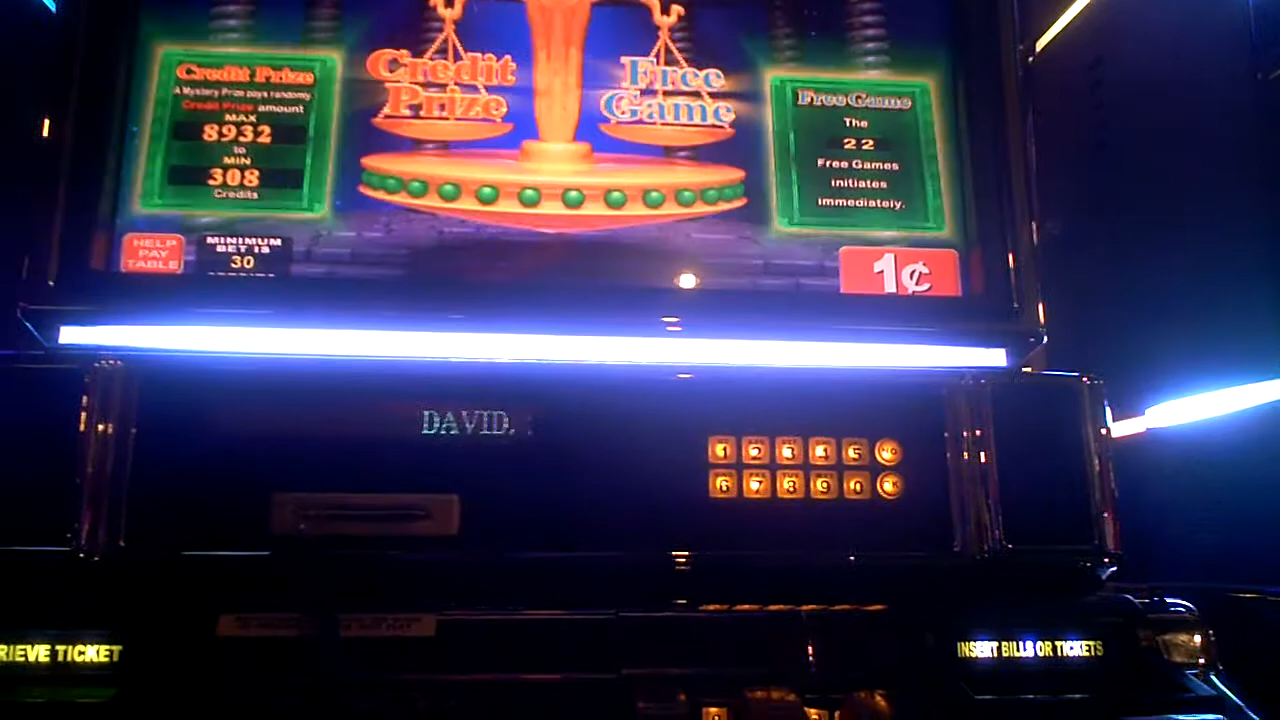 Credit Prize
A Mystery Prize pays randomly.
Credit Prize amount
MAX
8932
to
MIN
308
Credits
Credit
Prize
Free
Game
Free Game
The
22
Free Games
initiates
immediately.
HELP
PAY
TABLE
MINIMUM
BET IS
30
1¢
DAVID.
1 2 3 4 5 NO
6 7 8 9 0 OK
RIEVE TICKET
INSERT BILLS OR TICKETS